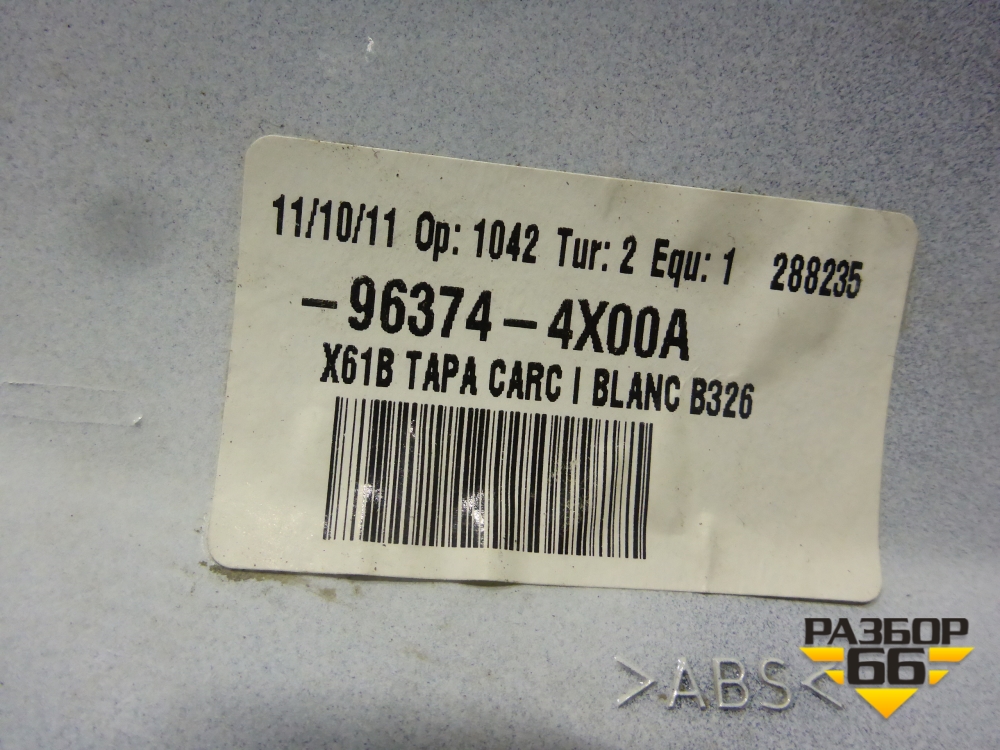 11/10/11 Op: 1042 Tur: 2 Equ: 1 288235
-96374-4X00A
X61B TAPA CARC I BLANC B326
>ABS<
РАЗБОР
66